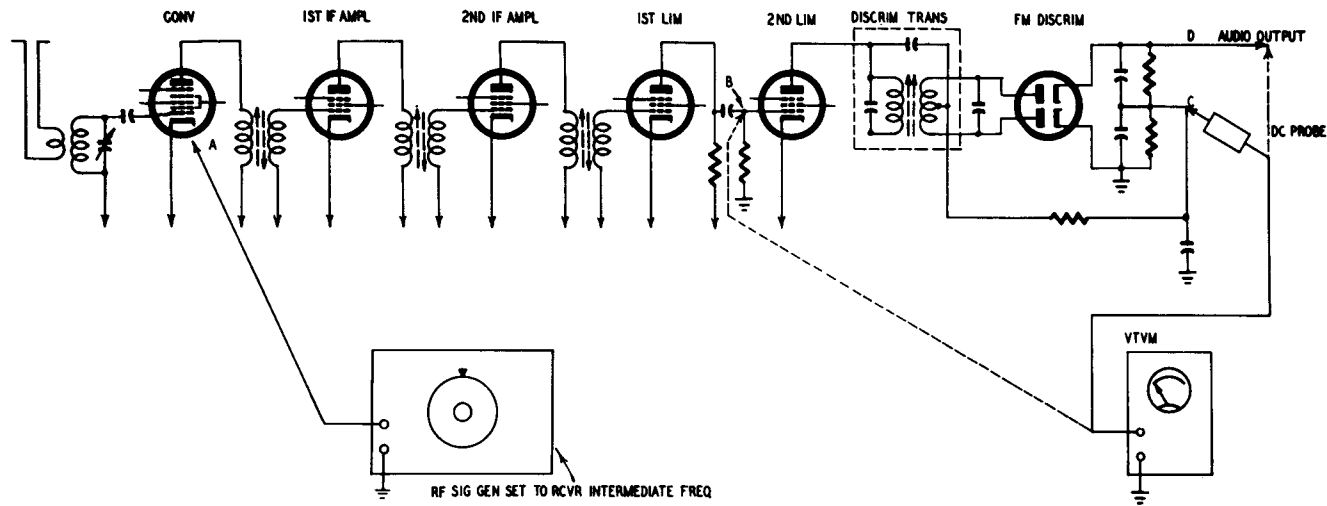 CONV
1ST IF AMPL
2ND IF AMPL
1ST LIM
2ND LIM
DISCRIM TRANS
FM DISCRIM
D AUDIO OUTPUT
B
C
A
DC PROBE
VTVM
RF SIG GEN SET TO RCVR INTERMEDIATE FREQ